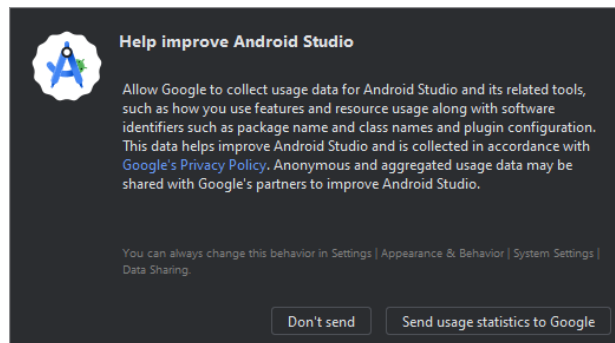 Help improve Android Studio
Allow Google to collect usage data for Android Studio and its related tools,
such as how you use features and resource usage along with software
identifiers such as package name and class names and plugin configuration.
This data helps improve Android Studio and is collected in accordance with
Google's Privacy Policy. Anonymous and aggregated usage data may be
shared with Google's partners to improve Android Studio.
You can always change this behavior in Settings | Appearance & Behavior | System Settings |
Data Sharing.
Don't send
Send usage statistics to Google